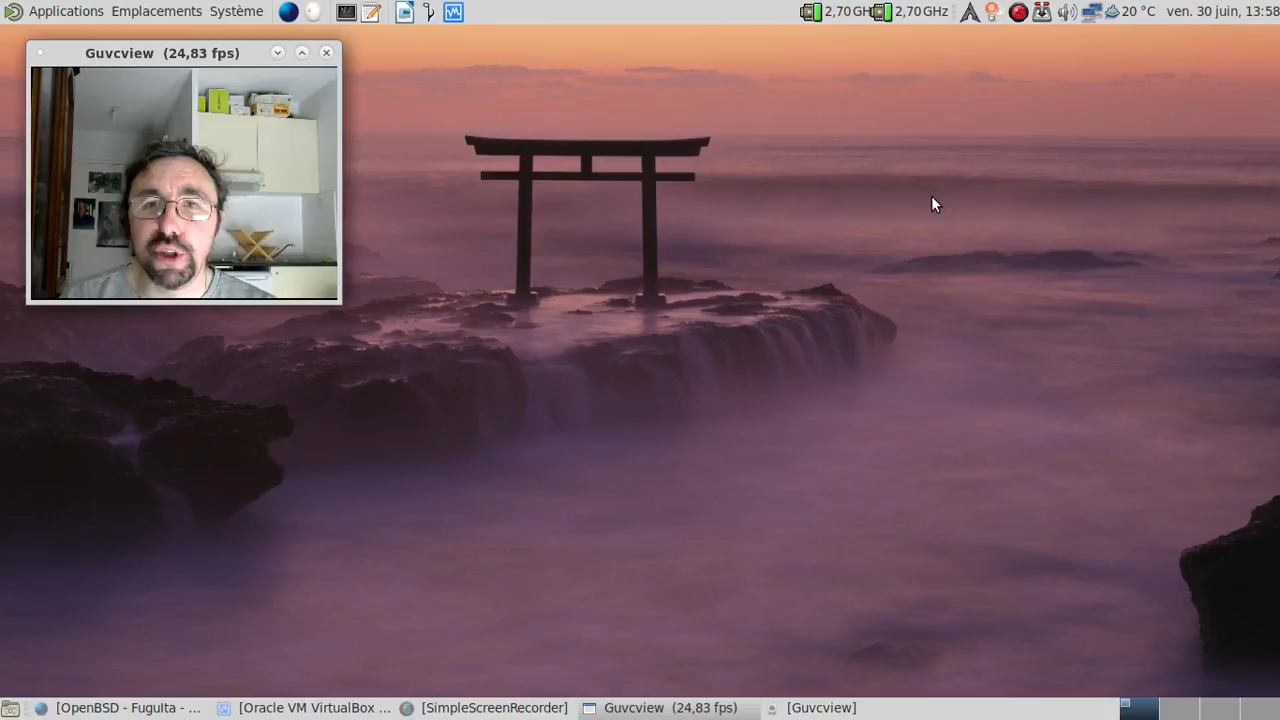 Applications Emplacements Système 2,70 GHz 2,70 GHz 20 °C ven. 30 juin, 13:58
Guvcview (24,83 fps)
[OpenBSD - Fugulta - ... [Oracle VM VirtualBox ... [SimpleScreenRecorder] Guvcview (24,83 fps) [Guvcview]